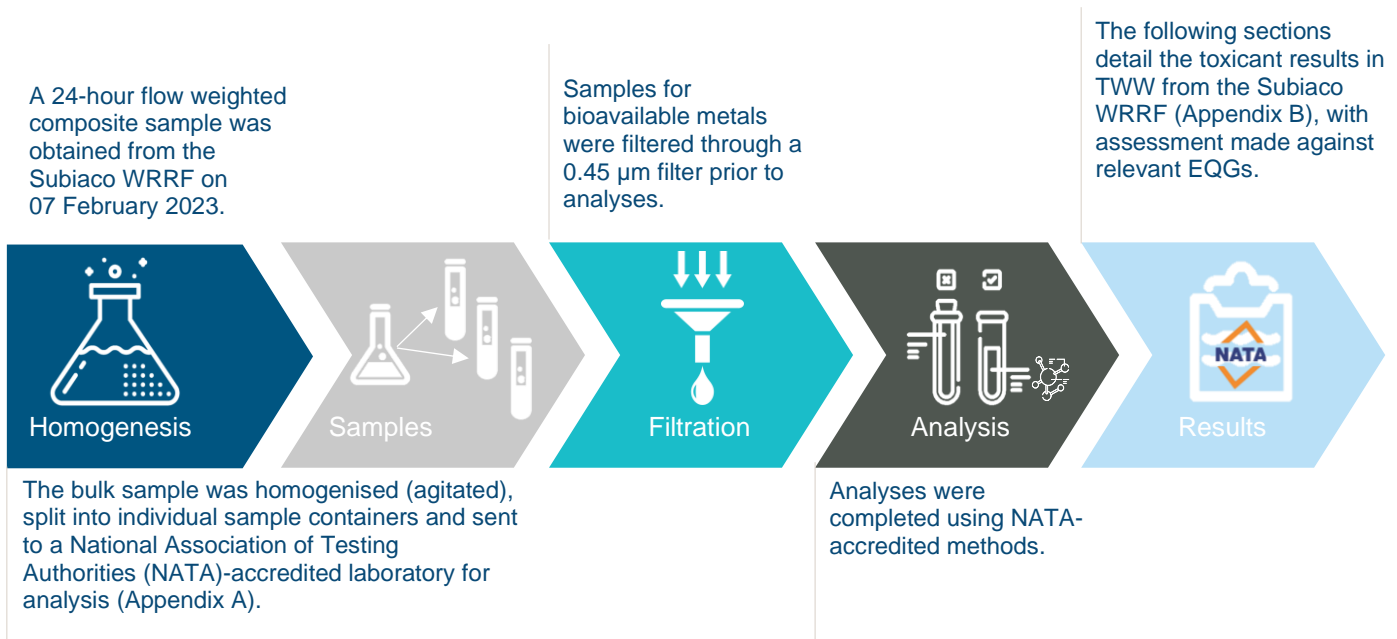 A 24-hour flow weighted
composite sample was
obtained from the
Subiaco WRRF on
07 February 2023.
Samples for
bioavailable metals
were filtered through a
0.45 µm filter prior to
analyses.
The following sections
detail the toxicant results in
TWW from the Subiaco
WRRF (Appendix B), with
assessment made against
relevant EQGs.
Homogenesis
Samples
Filtration
Analysis
NATA
Results
The bulk sample was homogenised (agitated),
split into individual sample containers and sent
to a National Association of Testing
Authorities (NATA)-accredited laboratory for
analysis (Appendix A).
Analyses were
completed using NATA-
accredited methods.